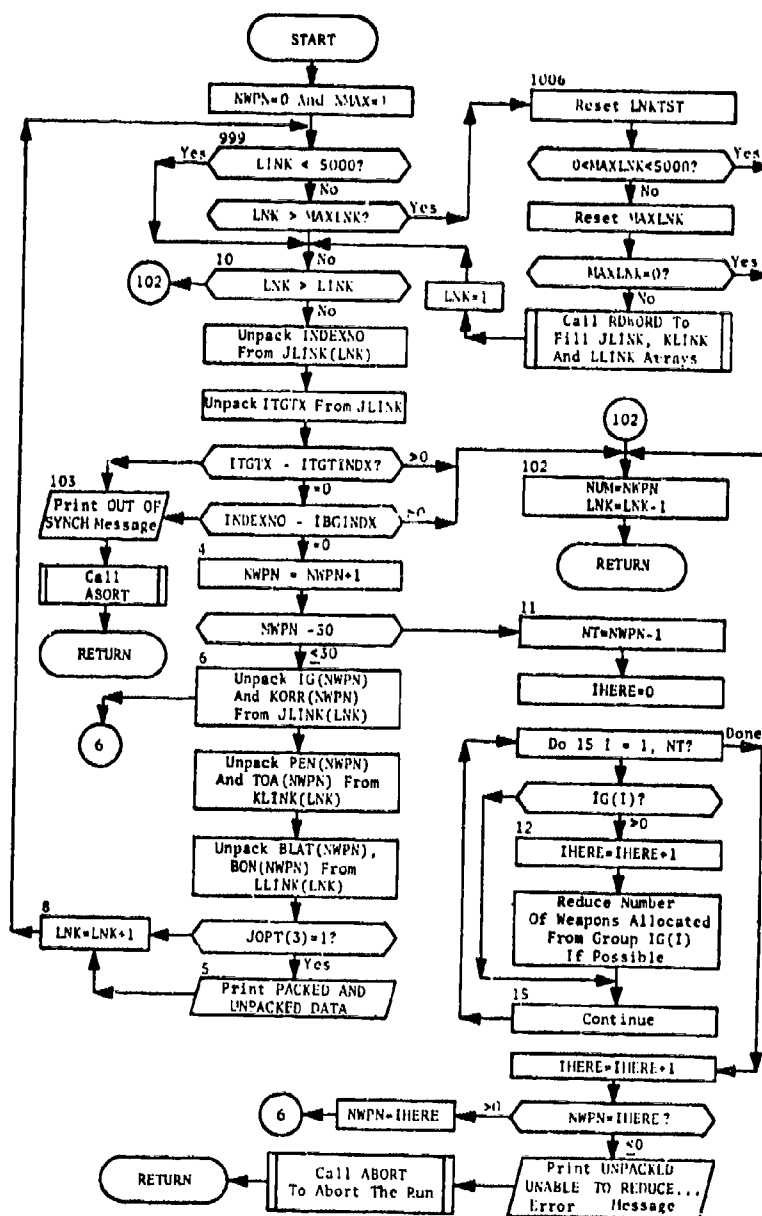 START
NWPN=0 And NMAX=1
999
Yes
LINK < 5000?
No
LNK > MAXLNK?
Yes
No
10
102
LNK > LINK
No
Unpack INDEXNO
From JLINK(LNK)
Unpack ITGTX From JLINK
ITGTX - ITGTINDX?
>0
=0
103
Print OUT OF
SYNCH Message
INDEXNO - IBGINDX
>0
=0
Call
ABORT
RETURN
4
NWPN = NWPN+1
NWPN -30
≤30
6
Unpack IG(NWPN)
And KORR(NWPN)
From JLINK(LNK)
6
Unpack PEN(NWPN)
And TOA(NWPN) From
KLINK(LNK)
Unpack BLAT(NWPN),
BON(NWPN) From
LLINK(LNK)
8
LNK=LNK+1
JOPT(3)=1?
Yes
5
Print PACKED AND
UNPACKED DATA
1006
Reset LNKTST
0<MAXLNK<5000?
Yes
No
Reset MAXLNK
MAXLNK=0?
Yes
No
LNK=1
Call RDWORD To
Fill JLINK, KLINK
And LLINK Arrays
102
102
NUM=NWPN
LNK=LNK-1
RETURN
11
NT=NWPN-1
IHERE=0
Do 15 I = 1, NT?
Done
IG(I)?
>0
12
IHERE=IHERE+1
Reduce Number
Of Weapons Allocated
From Group IG(I)
If Possible
15
Continue
IHERE=IHERE+1
6
NWPN=IHERE
>0
NWPN=IHERE?
≤0
RETURN
Call ABORT
To Abort The Run
Print UNPACKED
UNABLE TO REDUCE...
Error Message